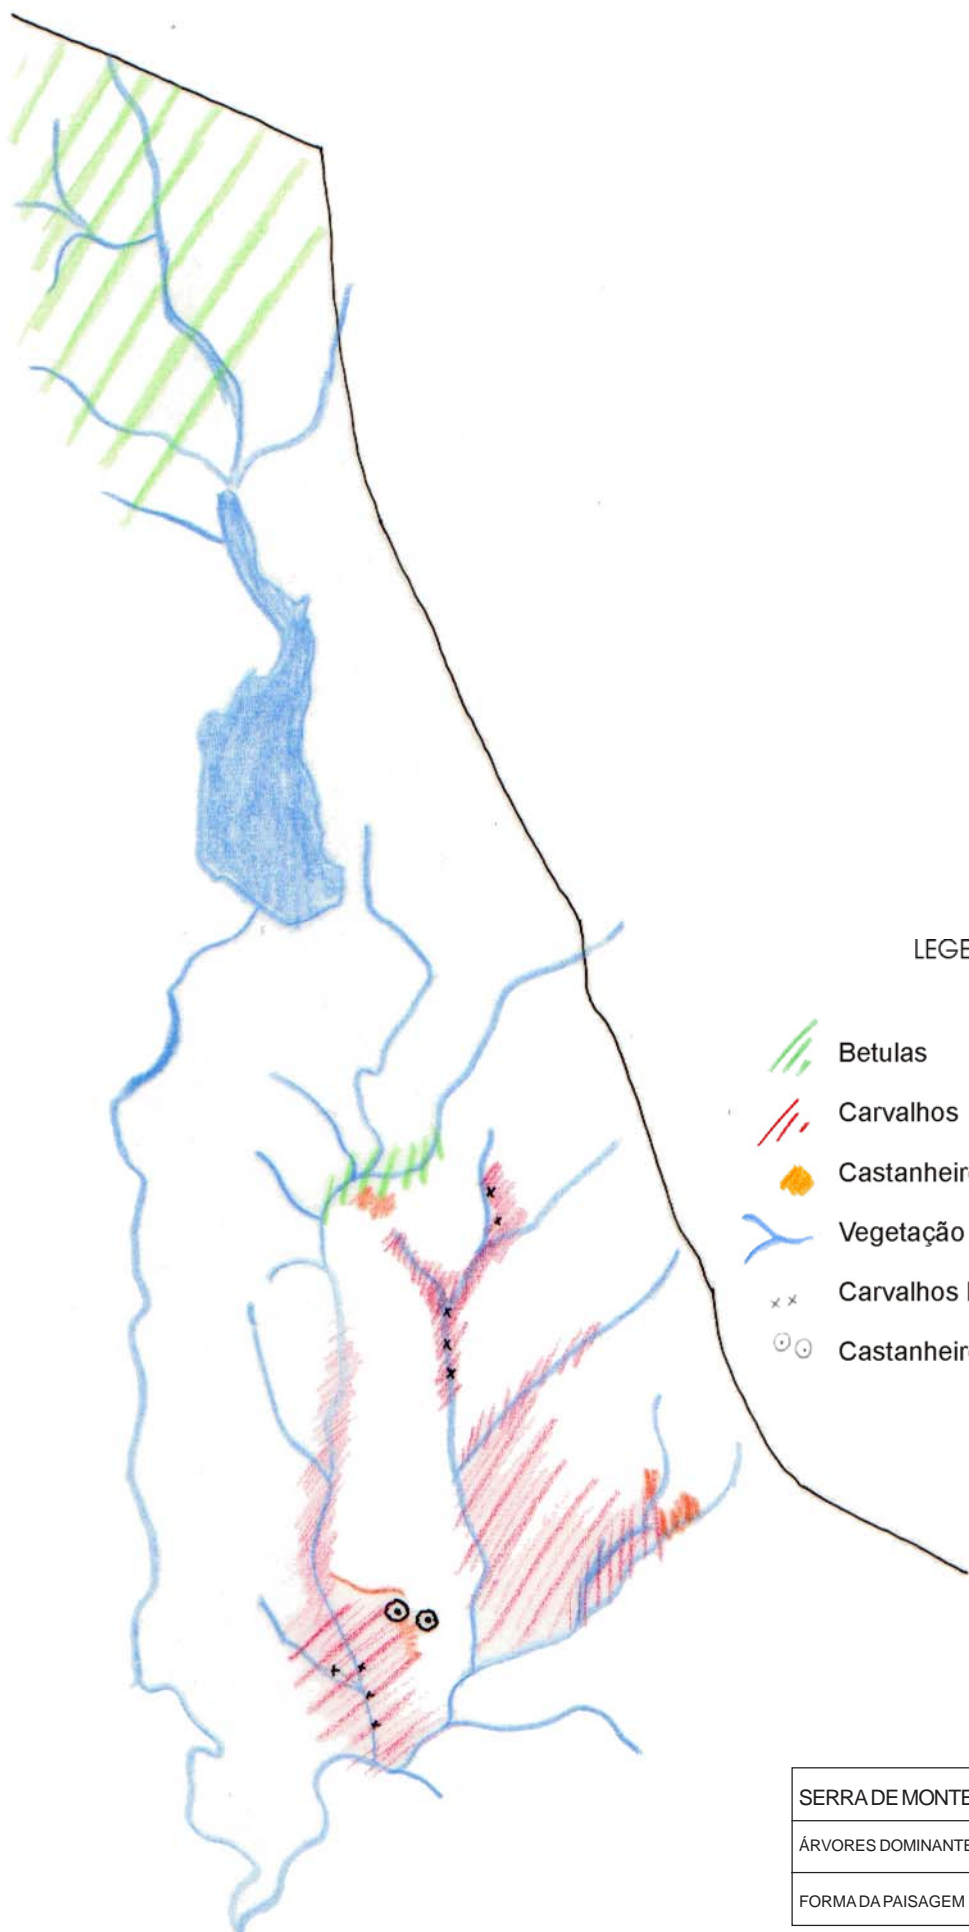 LEGE
Betulas
Carvalhos
Castanheir
Vegetação
Carvalhos
Castanheir
SERRA DE MONTE
ÁRVORES DOMINANTE
FORMA DA PAISAGEM